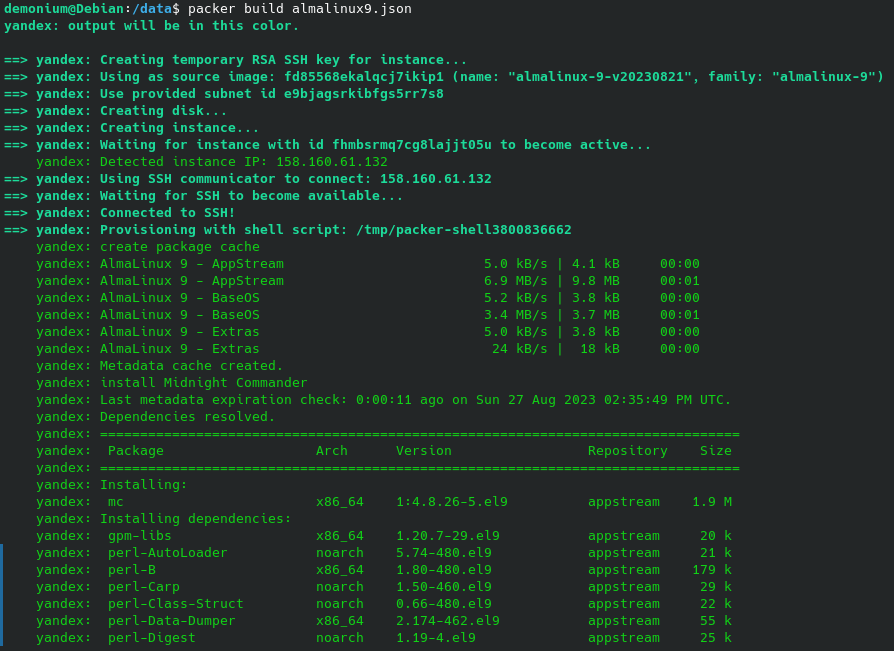 demonium@Debian:/data$ packer build almalinux9.json
yandex: output will be in this color.

==> yandex: Creating temporary RSA SSH key for instance...
==> yandex: Using as source image: fd85568ekalqcj7ikip1 (name: "almalinux-9-v20230821", family: "almalinux-9")
==> yandex: Use provided subnet id e9bjagsrkibfgs5rr7s8
==> yandex: Creating disk...
==> yandex: Creating instance...
==> yandex: Waiting for instance with id fhmbsrmq7cg8lajjt05u to become active...
    yandex: Detected instance IP: 158.160.61.132
==> yandex: Using SSH communicator to connect: 158.160.61.132
==> yandex: Waiting for SSH to become available...
==> yandex: Connected to SSH!
==> yandex: Provisioning with shell script: /tmp/packer-shell3800836662
    yandex: create package cache
    yandex: AlmaLinux 9 - AppStream                         5.0 kB/s | 4.1 kB     00:00
    yandex: AlmaLinux 9 - AppStream                         6.9 MB/s | 9.8 MB     00:01
    yandex: AlmaLinux 9 - BaseOS                            5.2 kB/s | 3.8 kB     00:00
    yandex: AlmaLinux 9 - BaseOS                            3.4 MB/s | 3.7 MB     00:01
    yandex: AlmaLinux 9 - Extras                            5.0 kB/s | 3.8 kB     00:00
    yandex: AlmaLinux 9 - Extras                             24 kB/s |  18 kB     00:00
    yandex: Metadata cache created.
    yandex: install Midnight Commander
    yandex: Last metadata expiration check: 0:00:11 ago on Sun 27 Aug 2023 02:35:49 PM UTC.
    yandex: Dependencies resolved.
    yandex: ================================================================================
    yandex:  Package                   Arch      Version                 Repository    Size
    yandex: ================================================================================
    yandex: Installing:
    yandex:  mc                        x86_64    1:4.8.26-5.el9          appstream    1.9 M
    yandex: Installing dependencies:
    yandex:  gpm-libs                  x86_64    1.20.7-29.el9           appstream     20 k
    yandex:  perl-AutoLoader           noarch    5.74-480.el9            appstream     21 k
    yandex:  perl-B                    x86_64    1.80-480.el9            appstream    179 k
    yandex:  perl-Carp                 noarch    1.50-460.el9            appstream     29 k
    yandex:  perl-Class-Struct         noarch    0.66-480.el9            appstream     22 k
    yandex:  perl-Data-Dumper          x86_64    2.174-462.el9           appstream     55 k
    yandex:  perl-Digest               noarch    1.19-4.el9              appstream     25 k